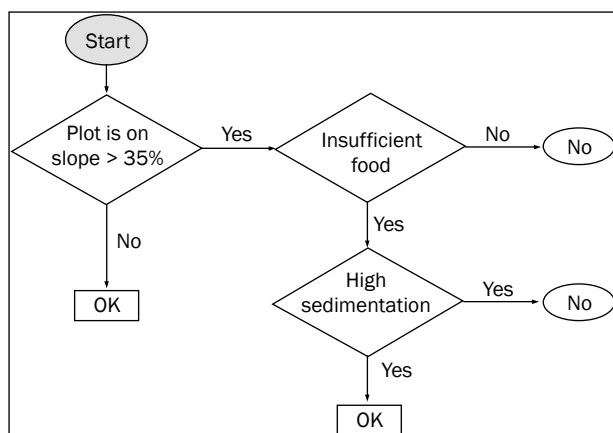 Start
Plot is on
slope > 35%
Yes
Insufficient
food
No
No
No
Yes
OK
High
sedimentation
Yes
No
Yes
OK